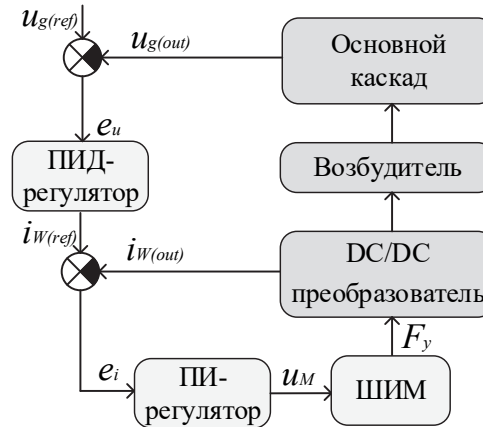 u_g(ref)
u_g(out)
Основной
каскад
e_u
ПИД-
регулятор
Возбудитель
i_W(ref)
i_W(out)
DC/DC
преобразователь
F_y
e_i
ПИ-
регулятор
u_M
ШИМ